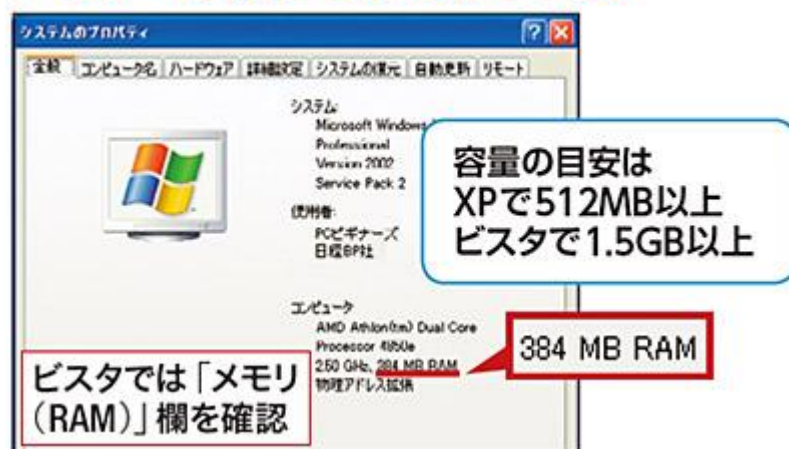 システムのプロパティ
全般
コンピュータ名
ハードウェア
詳細設定
システムの復元
自動更新
リモート
システム:
Microsoft Windows
Professional
Version 2002
Service Pack 2
使用者:
PCビギナーズ
日経BP社
コンピュータ
AMD Athlon(tm) Dual Core
Processor 4850e
2.50 GHz, 384 MB RAM
物理アドレス拡張
容量の目安は
XPで512MB以上
ビスタで1.5GB以上
384 MB RAM
ビスタでは「メモリ
（RAM）」欄を確認